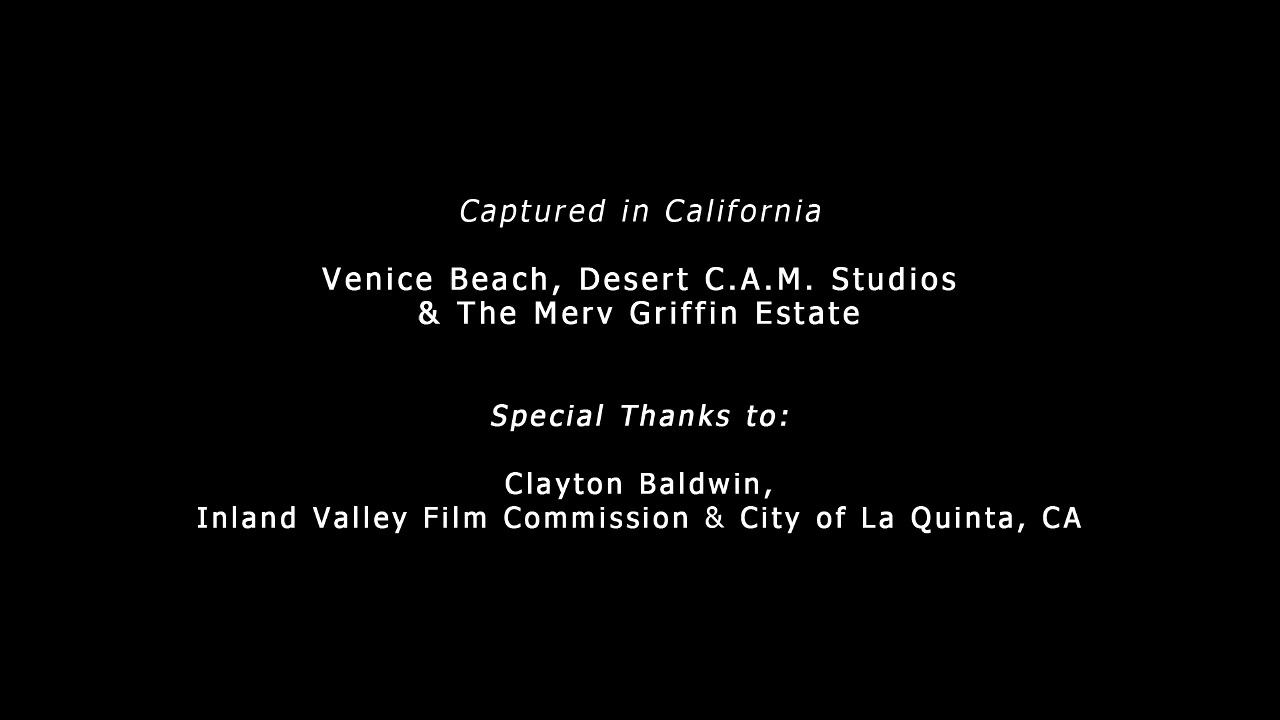 Captured in California
Venice Beach, Desert C.A.M. Studios
& The Merv Griffin Estate
Special Thanks to:
Clayton Baldwin,
Inland Valley Film Commission & City of La Quinta, CA